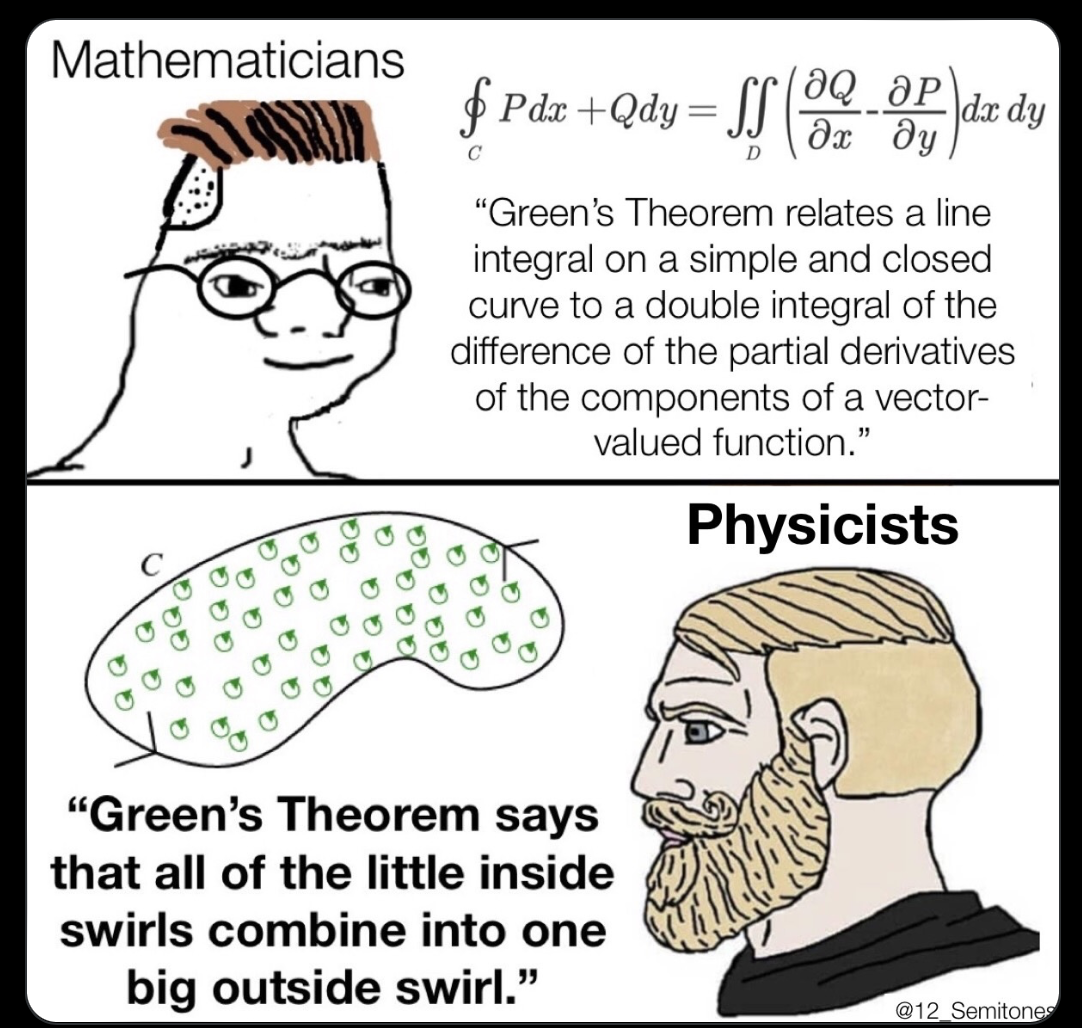 Mathematicians
∮ Pdx + Qdy = ∬ (∂Q/∂x - ∂P/∂y) dx dy
C D
“Green’s Theorem relates a line
integral on a simple and closed
curve to a double integral of the
difference of the partial derivatives
of the components of a vector-
valued function.”
Physicists
C
“Green’s Theorem says
that all of the little inside
swirls combine into one
big outside swirl.”
@12_Semitones